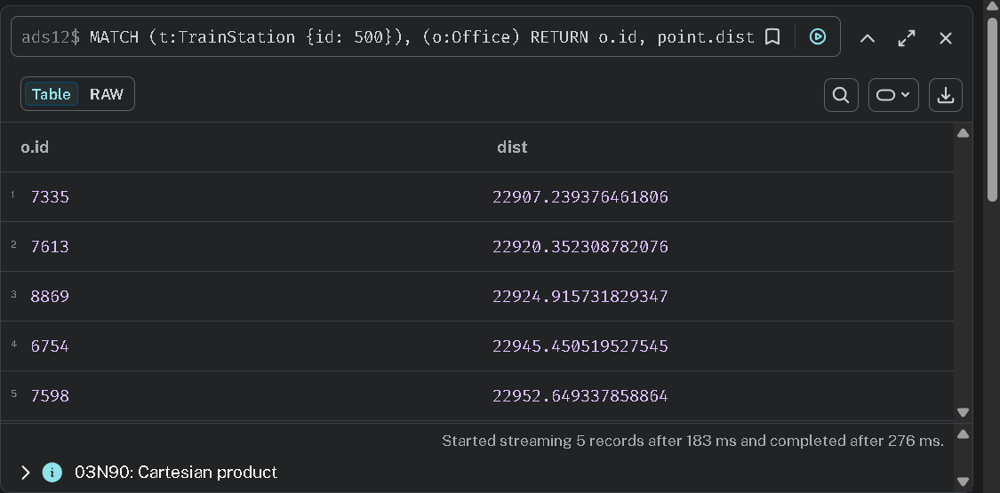 ads12$ MATCH (t:TrainStation {id: 500}), (o:Office) RETURN o.id, point.dist
Table RAW
o.id dist
1 7335 22907.239376461806
2 7613 22920.352308782076
3 8869 22924.915731829347
4 6754 22945.450519527545
5 7598 22952.649337858864
Started streaming 5 records after 183 ms and completed after 276 ms.
i 03N90: Cartesian product